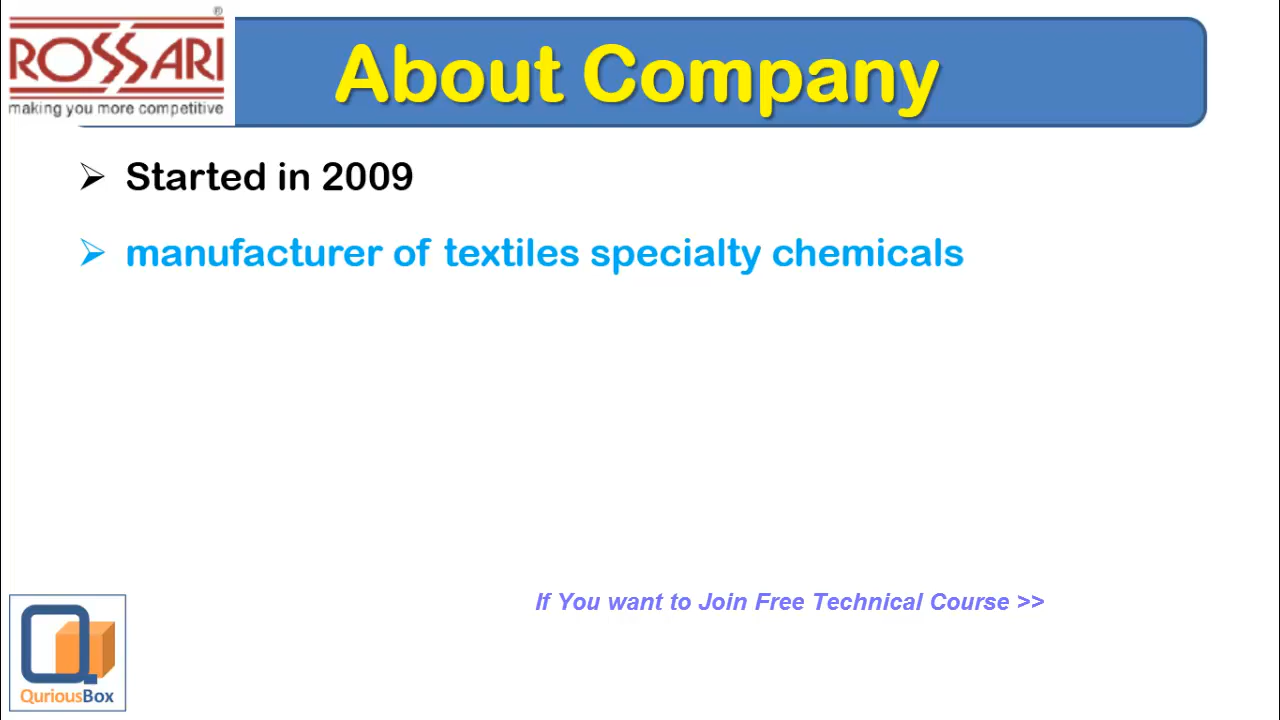 ROSSARI ®
making you more competitive
About Company
Started in 2009
manufacturer of textiles specialty chemicals
If You want to Join Free Technical Course >>
QuriousBox